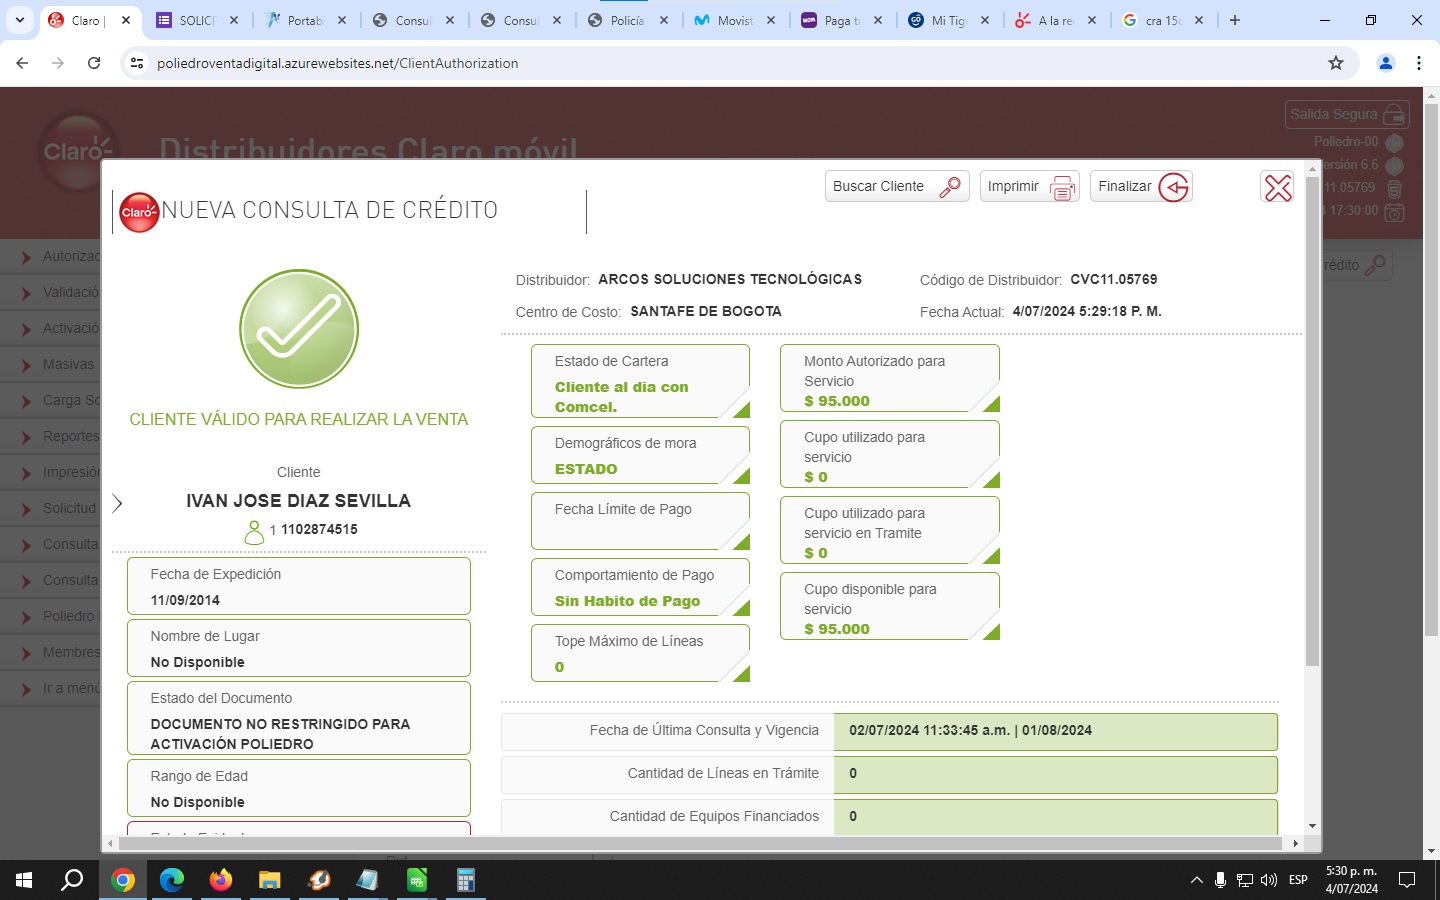 Claro |
SOLICI
Portabi
Consul
Consul
Policía
Movist
Paga tu
Mi Tig
A la re
cra 15c
poliedroventadigital.azurewebsites.net/ClientAuthorization
Claro
Distribuidores Claro móvil
Salida Segura
Poliedro-00
ersión 6.6
11.05769
17:30:00
rédito
Autorizac
Validació
Activació
Masivas
Carga So
Reportes
Impresión
Solicitud
Consulta
Consulta
Poliedro
Membres
Ir a menú
Claro
NUEVA CONSULTA DE CRÉDITO
Buscar Cliente
Imprimir
Finalizar
CLIENTE VÁLIDO PARA REALIZAR LA VENTA
Cliente
IVAN JOSE DIAZ SEVILLA
1 1102874515
Fecha de Expedición
11/09/2014
Nombre de Lugar
No Disponible
Estado del Documento
DOCUMENTO NO RESTRINGIDO PARA
ACTIVACIÓN POLIEDRO
Rango de Edad
No Disponible
Distribuidor: ARCOS SOLUCIONES TECNOLÓGICAS
Código de Distribuidor: CVC11.05769
Centro de Costo: SANTAFE DE BOGOTA
Fecha Actual: 4/07/2024 5:29:18 P. M.
Estado de Cartera
Cliente al dia con
Comcel.
Demográficos de mora
ESTADO
Fecha Límite de Pago
Comportamiento de Pago
Sin Habito de Pago
Tope Máximo de Líneas
0
Monto Autorizado para
Servicio
$ 95.000
Cupo utilizado para
servicio
$ 0
Cupo utilizado para
servicio en Tramite
$ 0
Cupo disponible para
servicio
$ 95.000
Fecha de Última Consulta y Vigencia
02/07/2024 11:33:45 a.m. | 01/08/2024
Cantidad de Líneas en Trámite
0
Cantidad de Equipos Financiados
0
ESP
5:30 p. m.
4/07/2024